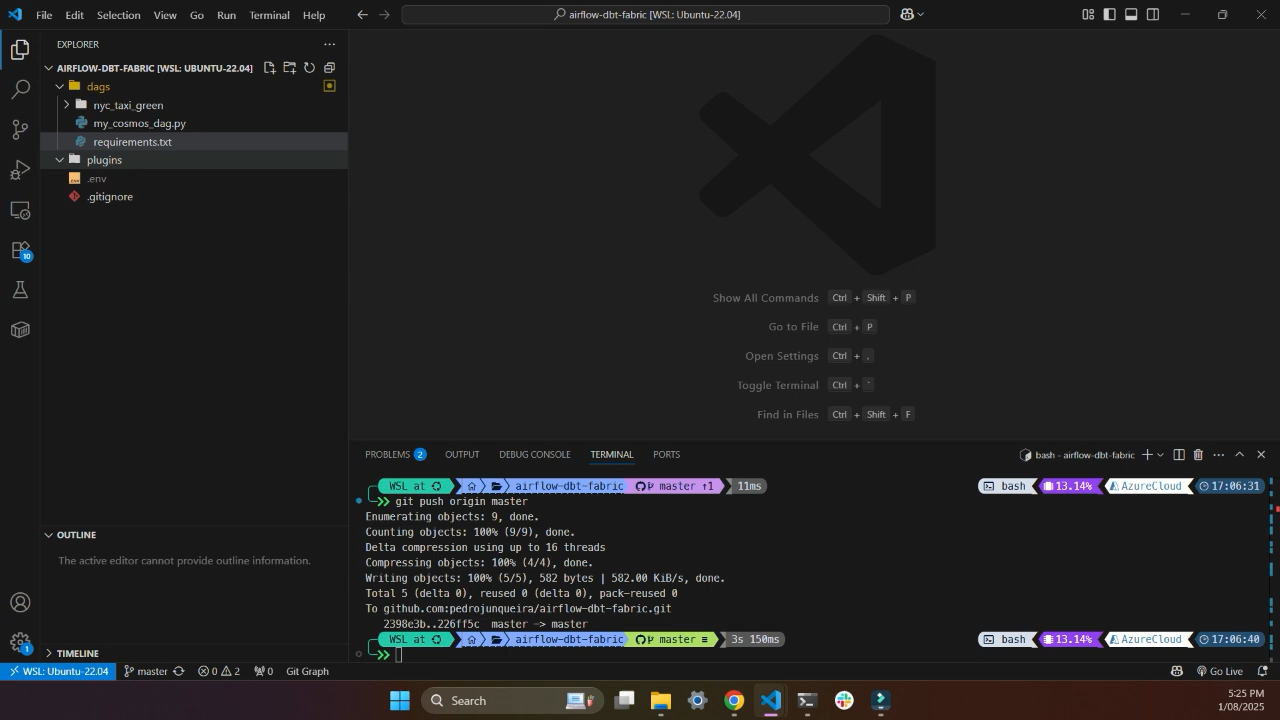 File Edit Selection View Go Run Terminal Help
airflow-dbt-fabric [WSL: Ubuntu-22.04]
EXPLORER
AIRFLOW-DBT-FABRIC [WSL: UBUNTU-22.04]
dags
nyc_taxi_green
my_cosmos_dag.py
requirements.txt
plugins
.env
.gitignore
10
OUTLINE
The active editor cannot provide outline information.
TIMELINE
1
Show All Commands Ctrl + Shift + P
Go to File Ctrl + P
Open Settings Ctrl + ,
Toggle Terminal Ctrl + `
Find in Files Ctrl + Shift + F
PROBLEMS 2 OUTPUT DEBUG CONSOLE TERMINAL PORTS
bash - airflow-dbt-fabric
WSL at airflow-dbt-fabric master ↑1 11ms bash 13.14% AzureCloud 17:06:31
git push origin master
Enumerating objects: 9, done.
Counting objects: 100% (9/9), done.
Delta compression using up to 16 threads
Compressing objects: 100% (4/4), done.
Writing objects: 100% (5/5), 582 bytes | 582.00 KiB/s, done.
Total 5 (delta 0), reused 0 (delta 0), pack-reused 0
To github.com:pedrojunqueira/airflow-dbt-fabric.git
2398e3b..226ff5c master -> master
WSL at airflow-dbt-fabric master ≡ 3s 150ms bash 13.14% AzureCloud 17:06:40
WSL: Ubuntu-22.04 master 0 2 0 Git Graph Go Live
Search
5:25 PM
1/08/2025